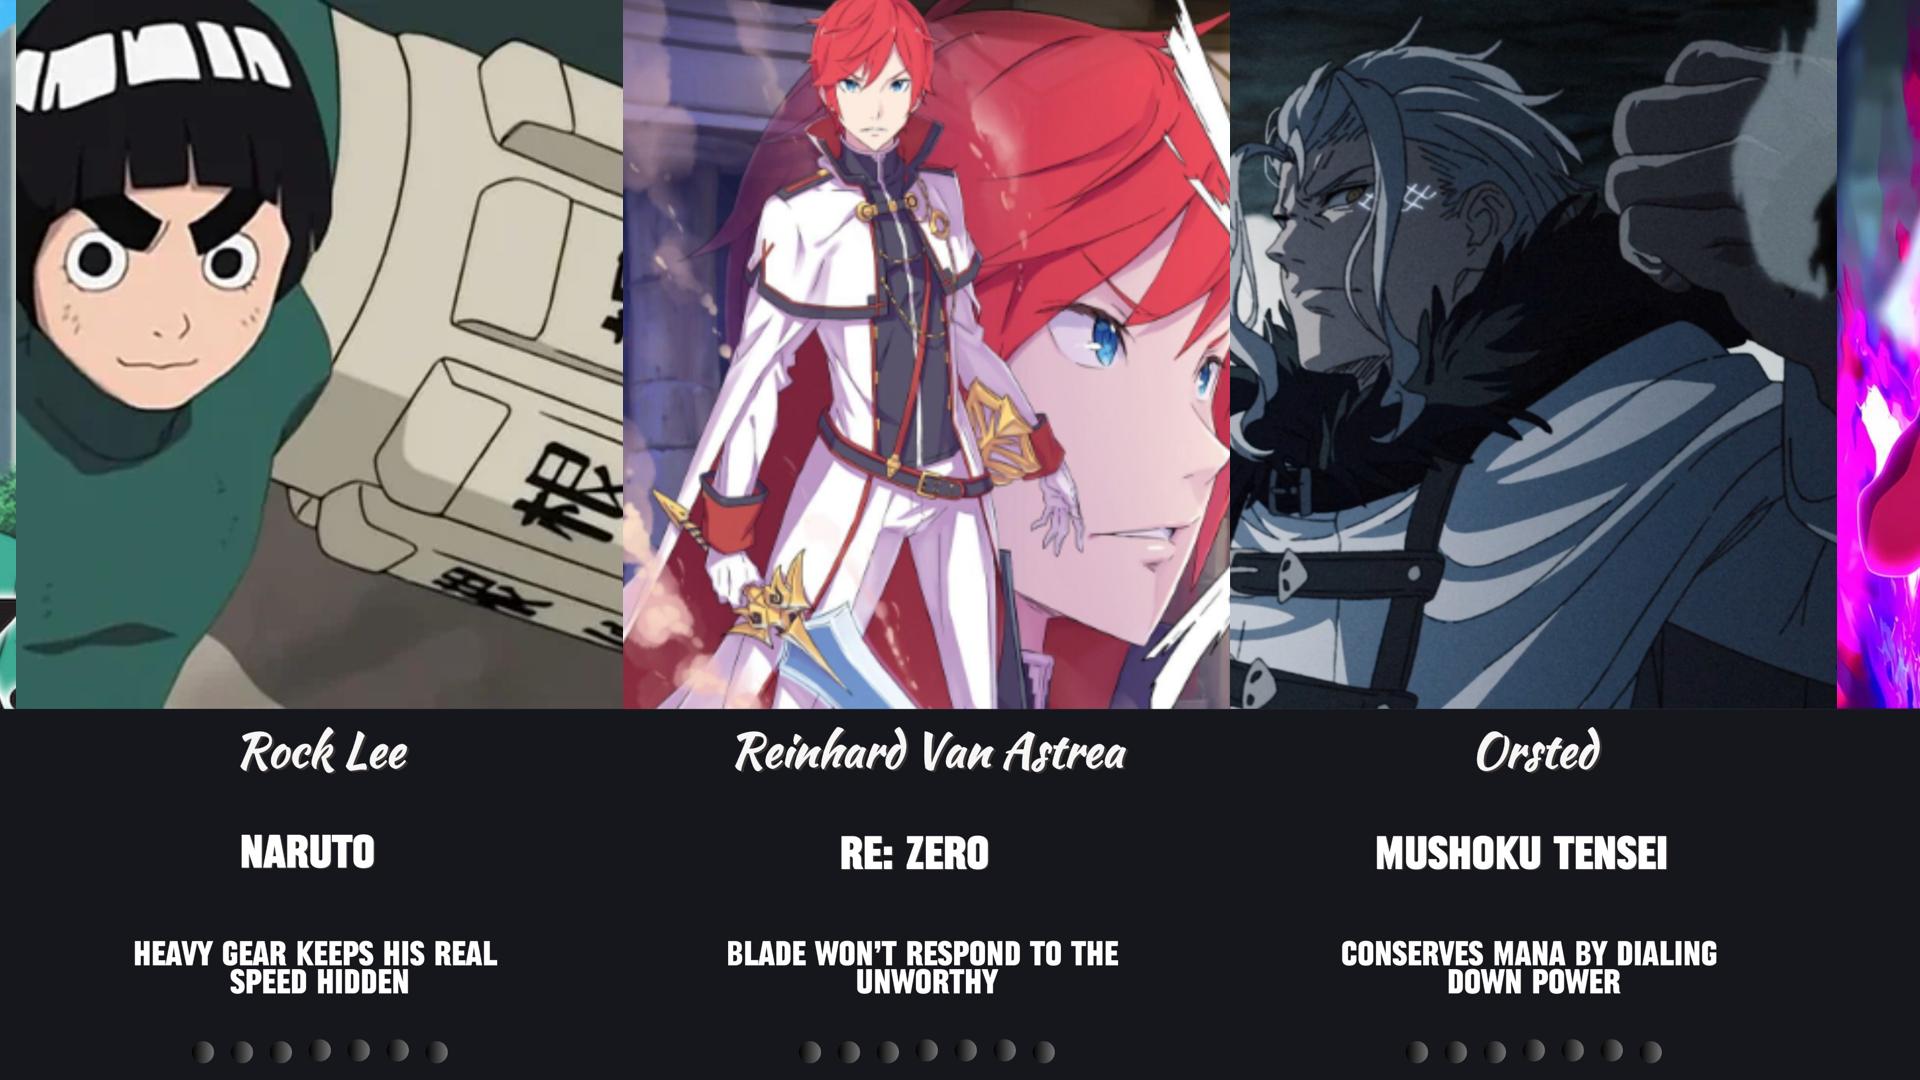 根
Rock Lee
Reinhard Van Astrea
Orsted
NARUTO
RE: ZERO
MUSHOKU TENSEI
HEAVY GEAR KEEPS HIS REAL
SPEED HIDDEN
BLADE WON'T RESPOND TO THE
UNWORTHY
CONSERVES MANA BY DIALING
DOWN POWER